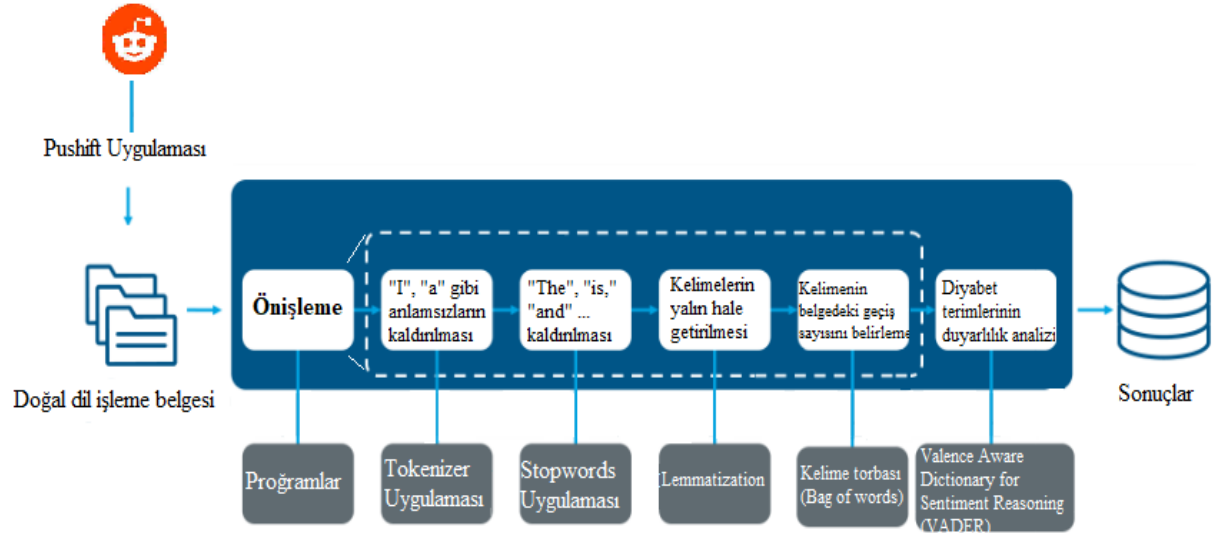 Pushift Uygulaması
Doğal dil işleme belgesi
Önişleme
"I", "a" gibi
anlamsızların
kaldırılması
"The", "is,"
"and" ...
kaldırılması
Kelimelerin
yalın hale
getirilmesi
Kelimenin
belgedeki geçiş
sayısını belirleme
Diyabet
terimlerinin
duyarlılık analizi
Sonuçlar
Proğramlar
Tokenizer
Uygulaması
Stopwords
Uygulaması
(Lemmatization
Kelime torbası
(Bag of words)
Valence Aware
Dictionary for
Sentiment Reasoning
(VADER)